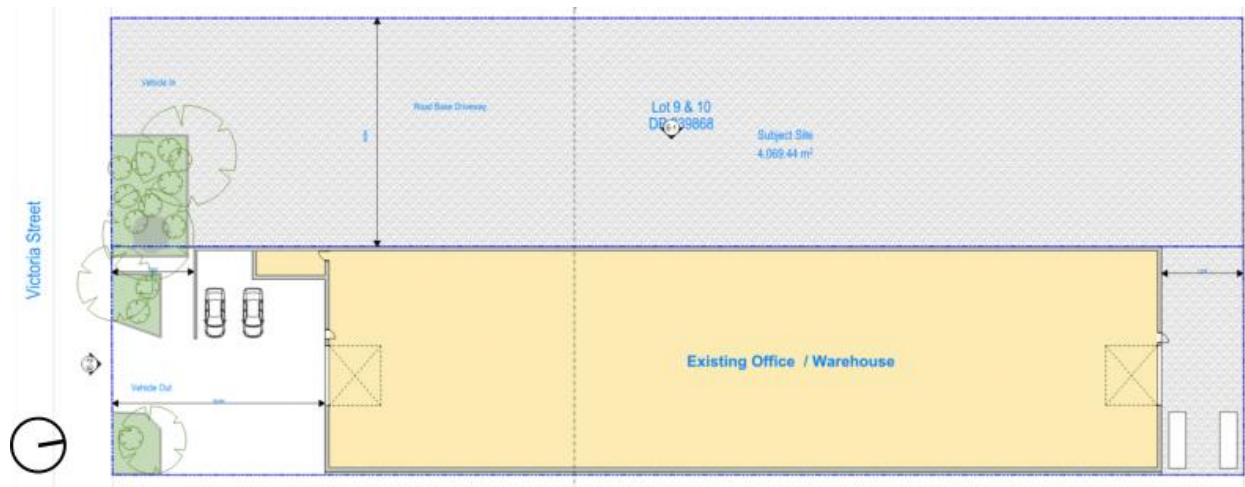 Vehicle In
Road Base Driveway
Lot 9 & 10
Subject Site
4,069.44 m²
Victoria Street
Existing Office / Warehouse
Vehicle Out